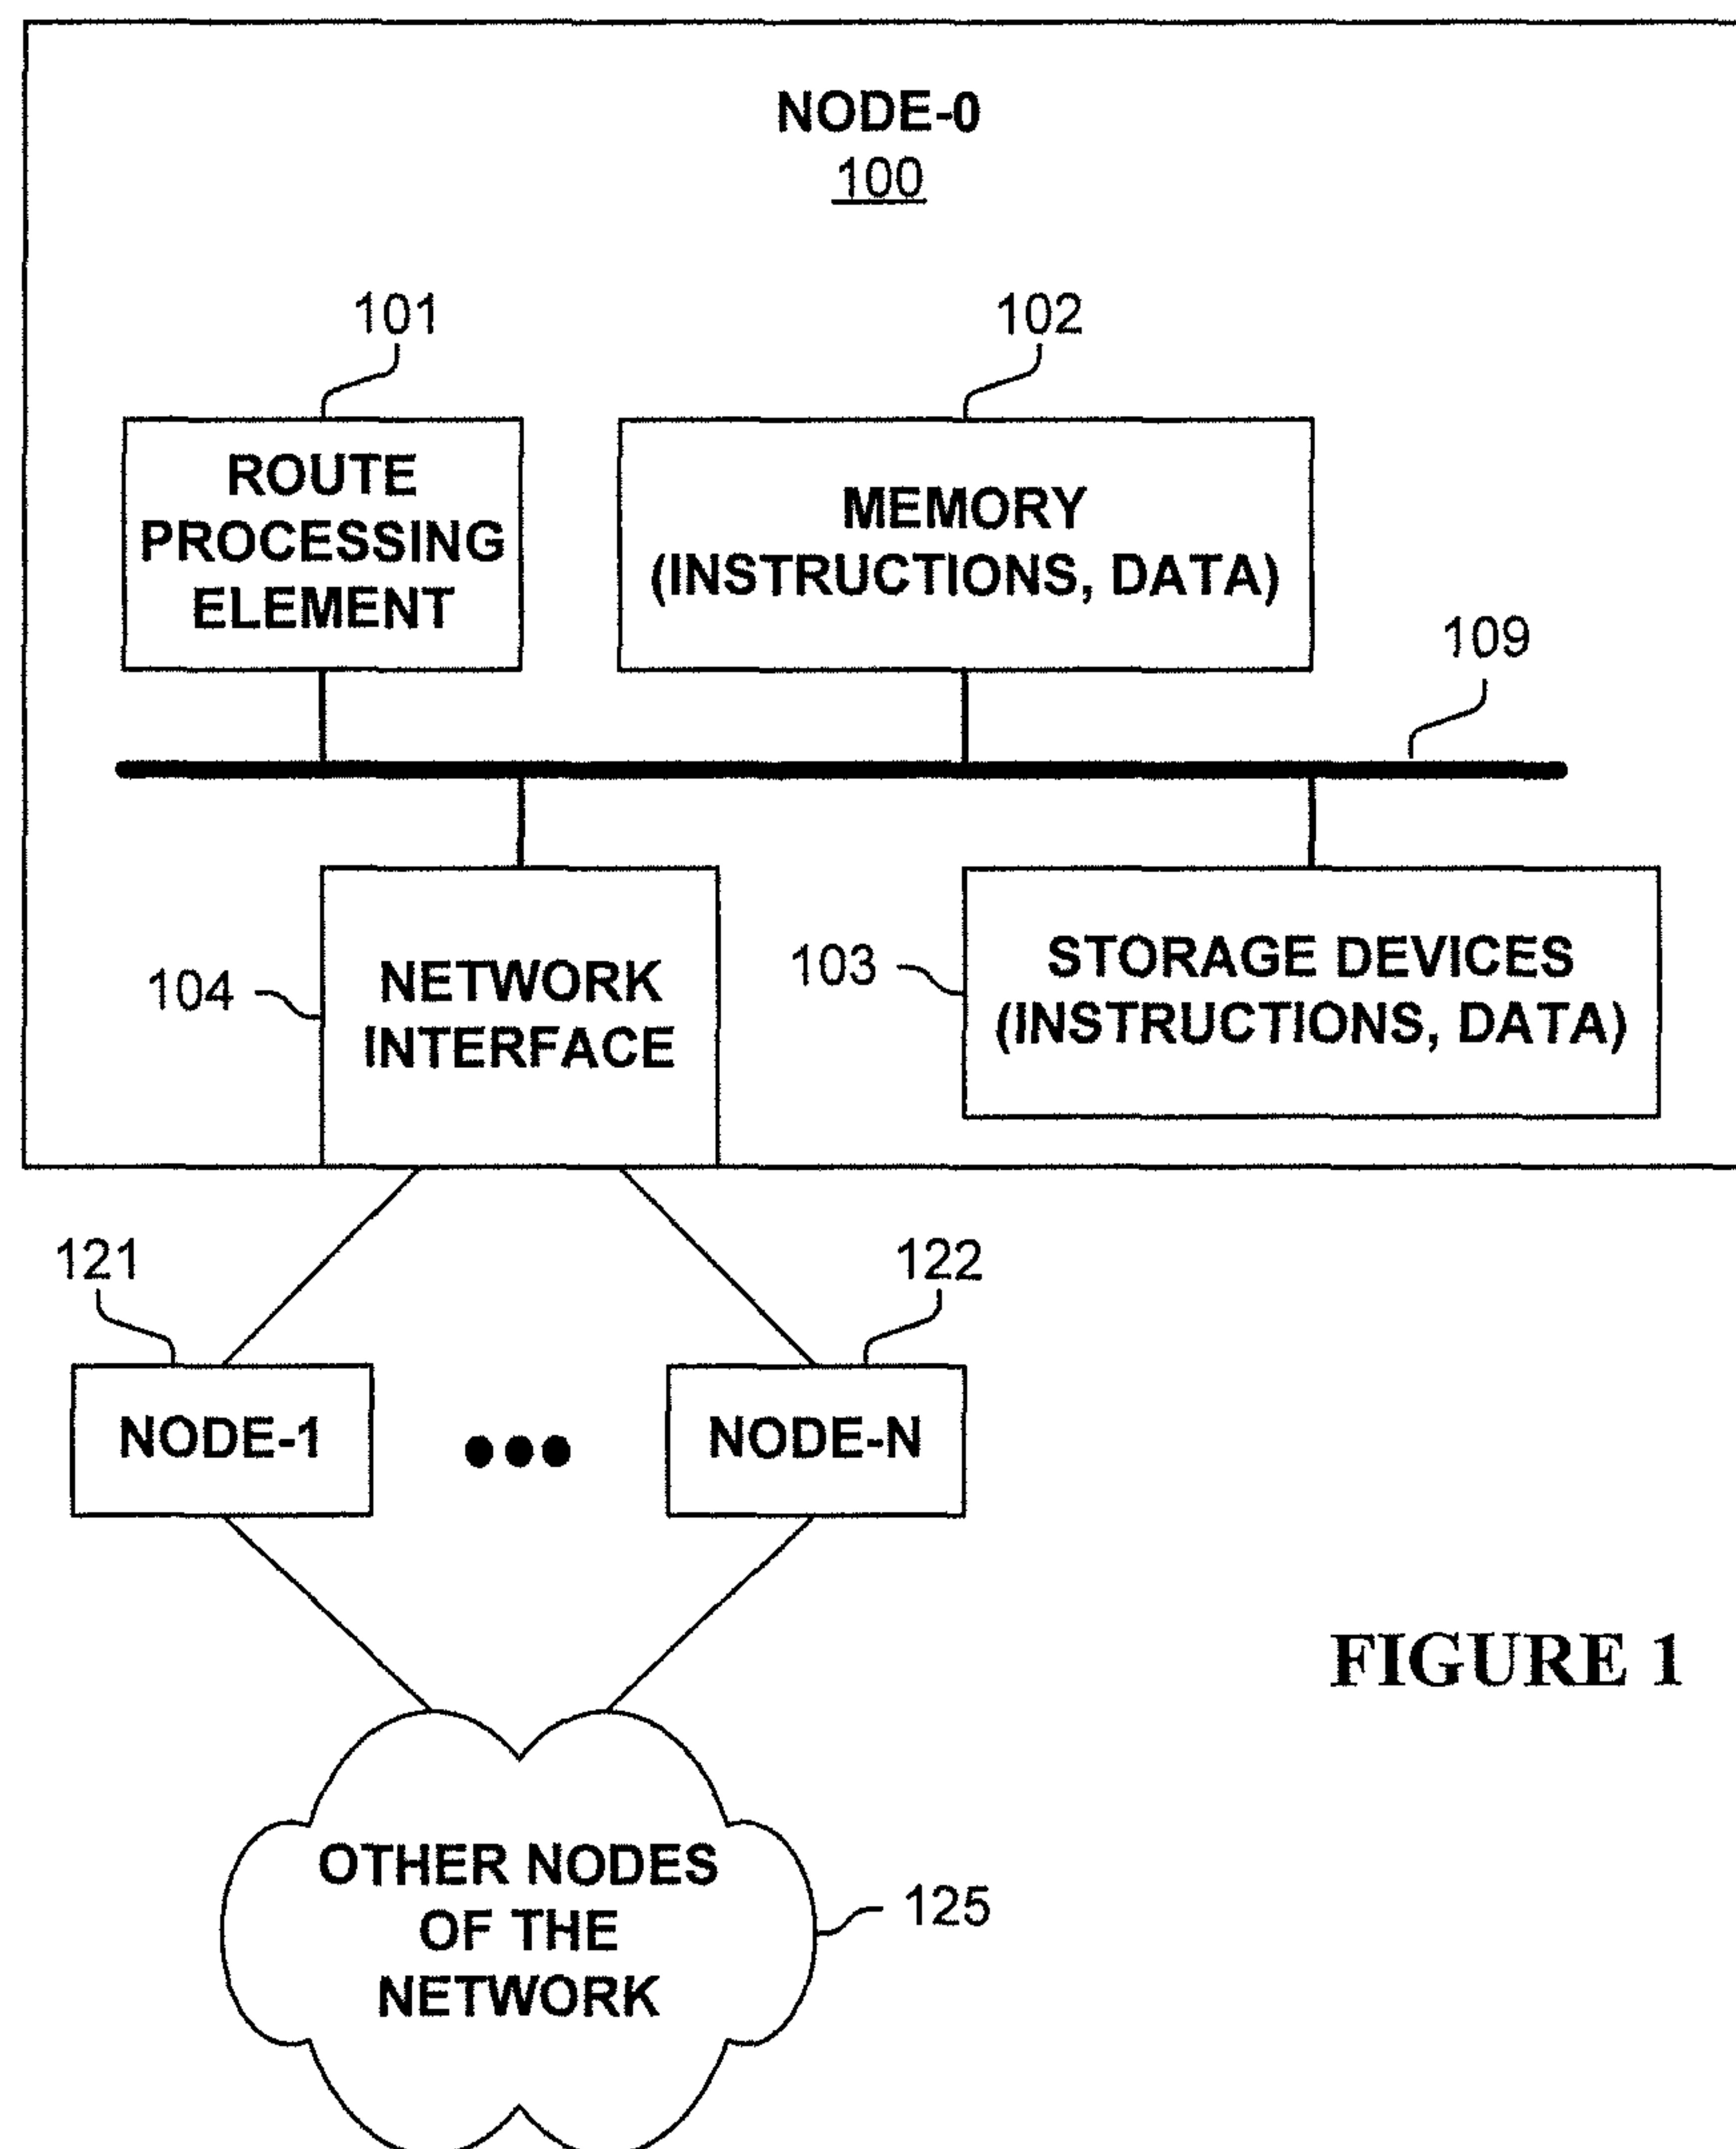 NODE-0
100
101
102
ROUTE
PROCESSING
ELEMENT
MEMORY
(INSTRUCTIONS, DATA)
109
104
NETWORK
INTERFACE
103
STORAGE DEVICES
(INSTRUCTIONS, DATA)
121
122
NODE-1
NODE-N
FIGURE 1
OTHER NODES
OF THE
NETWORK
125